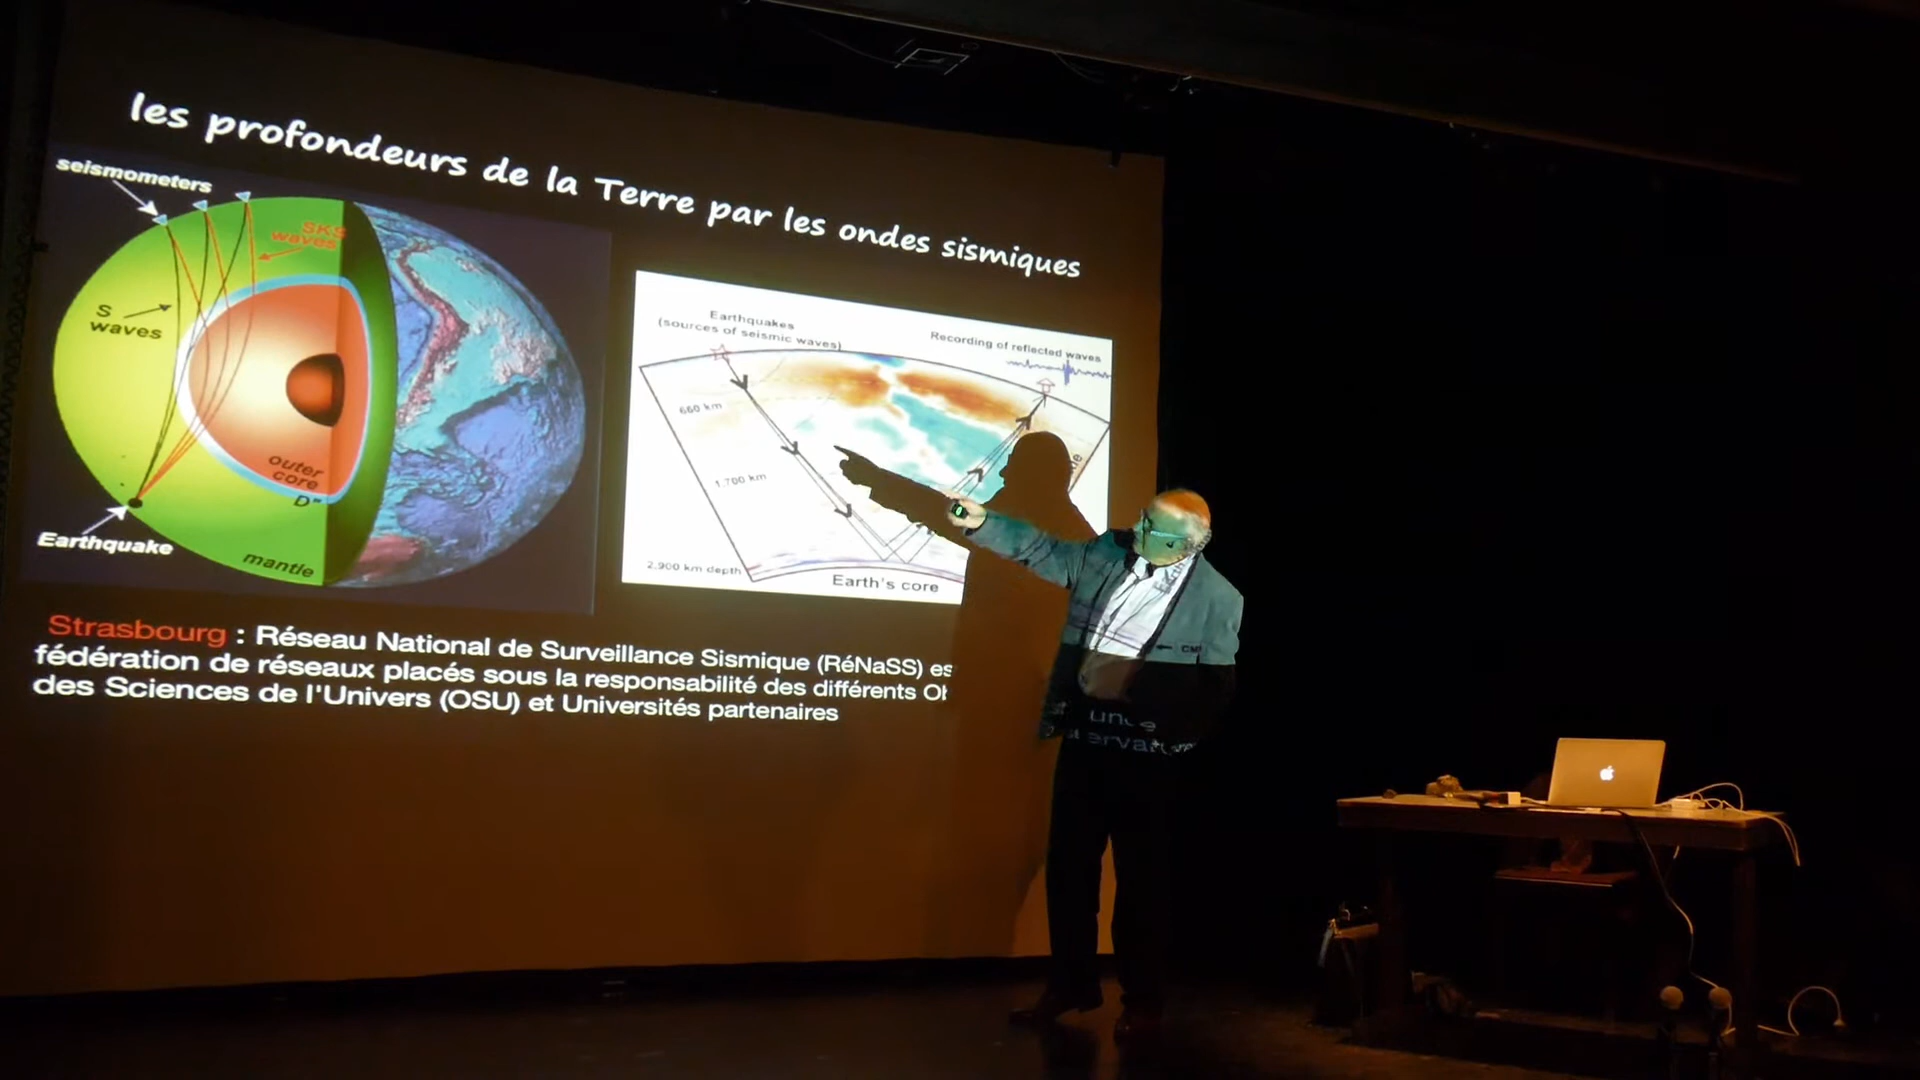 les profondeurs de la Terre par les ondes sismiques
seismometers
SKS
waves
S
waves
outer
core
D"
Earthquake
mantle
Earthquakes
(sources of seismic waves)
Recording of reflected waves
660 km
1.700 km
2.900 km depth
Earth's core
CMB
Strasbourg : Réseau National de Surveillance Sismique (RéNaSS) es une
fédération de réseaux placés sous la responsabilité des différents Ob ervato
des Sciences de l'Univers (OSU) et Universités partenaires